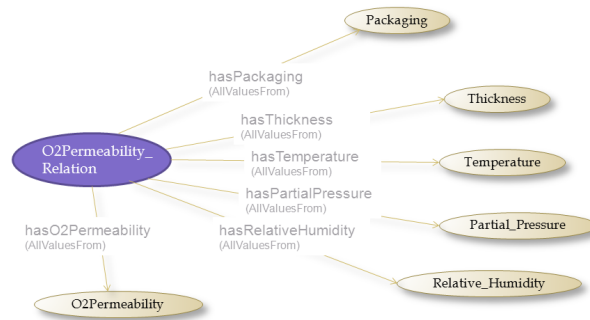 Packaging
hasPackaging
(AllValuesFrom)
Thickness
hasThickness
(AllValuesFrom)
O2Permeability_
Relation
hasTemperature
(AllValuesFrom)
Temperature
hasPartialPressure
(AllValuesFrom)
Partial_Pressure
hasO2Permeability
(AllValuesFrom)
hasRelativeHumidity
(AllValuesFrom)
Relative_Humidity
O2Permeability